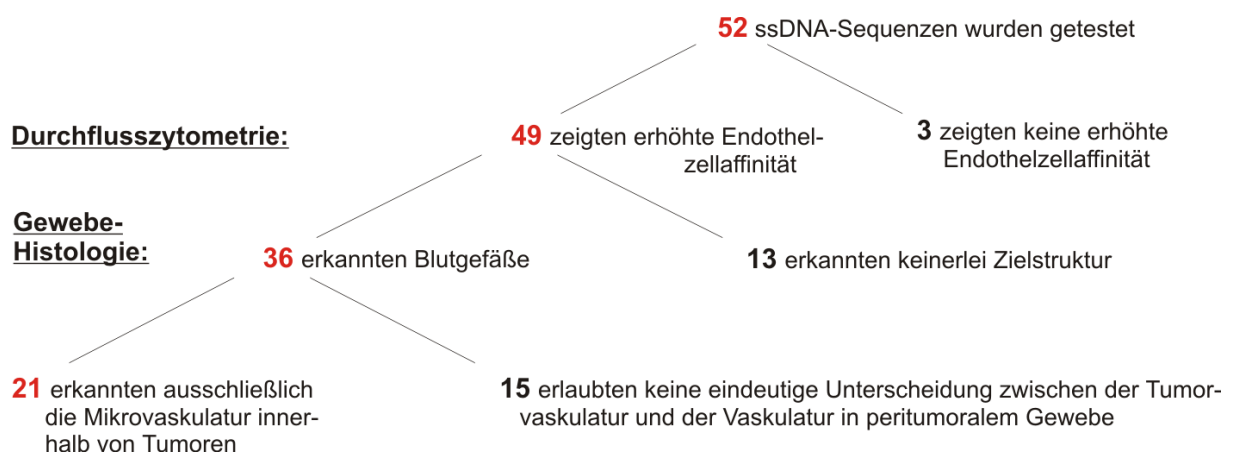 52 ssDNA-Sequenzen wurden getestet
Durchflusszytometrie:
49 zeigten erhöhte Endothel-
zellaffinität
3 zeigten keine erhöhte
Endothelzellaffinität
Gewebe-
Histologie:
36 erkannten Blutgefäße
13 erkannten keinerlei Zielstruktur
21 erkannten ausschließlich
die Mikrovaskulatur inner-
halb von Tumoren
15 erlaubten keine eindeutige Unterscheidung zwischen der Tumor-
vaskulatur und der Vaskulatur in peritumoralem Gewebe